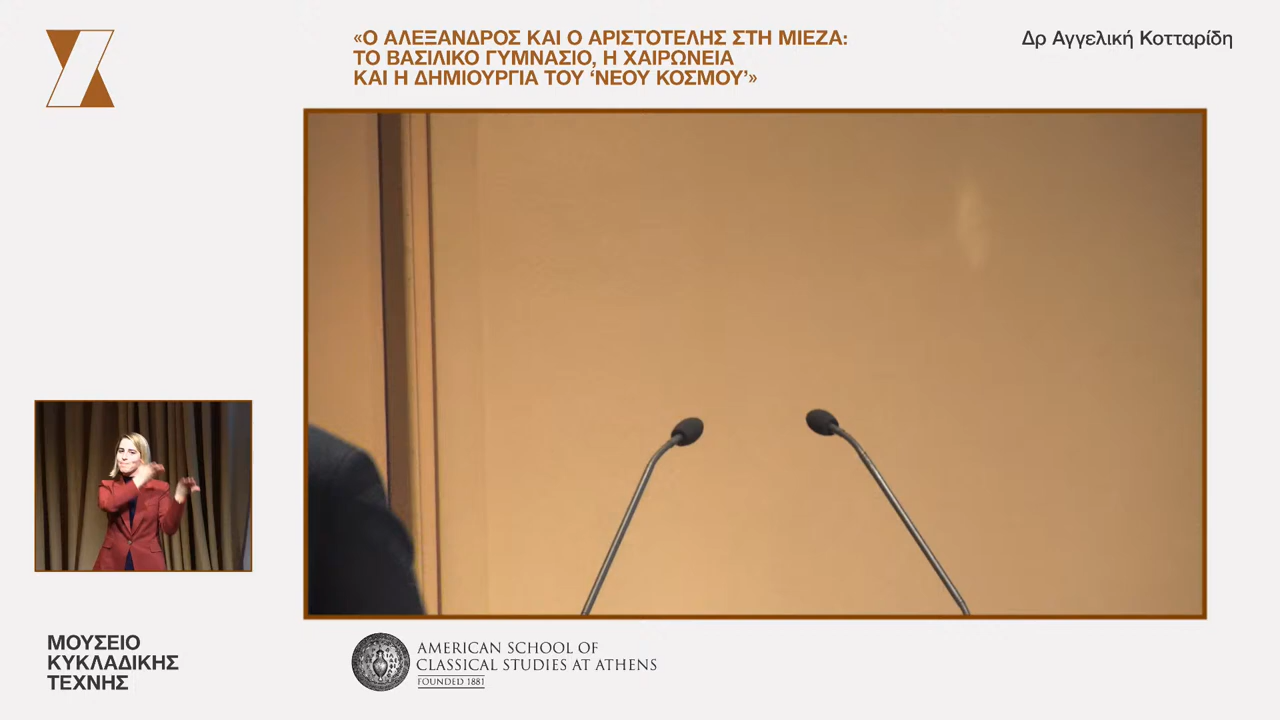 «Ο ΑΛΕΞΑΝΔΡΟΣ ΚΑΙ Ο ΑΡΙΣΤΟΤΕΛΗΣ ΣΤΗ ΜΙΕΖΑ:
ΤΟ ΒΑΣΙΛΙΚΟ ΓΥΜΝΑΣΙΟ, Η ΧΑΙΡΩΝΕΙΑ
ΚΑΙ Η ΔΗΜΙΟΥΡΓΙΑ ΤΟΥ ‘ΝΕΟΥ ΚΟΣΜΟΥ’»
Δρ Αγγελική Κοτταρίδη
ΜΟΥΣΕΙΟ
ΚΥΚΛΑΔΙΚΗΣ
ΤΕΧΝΗΣ
AMERICAN SCHOOL OF
CLASSICAL STUDIES AT ATHENS
FOUNDED 1881